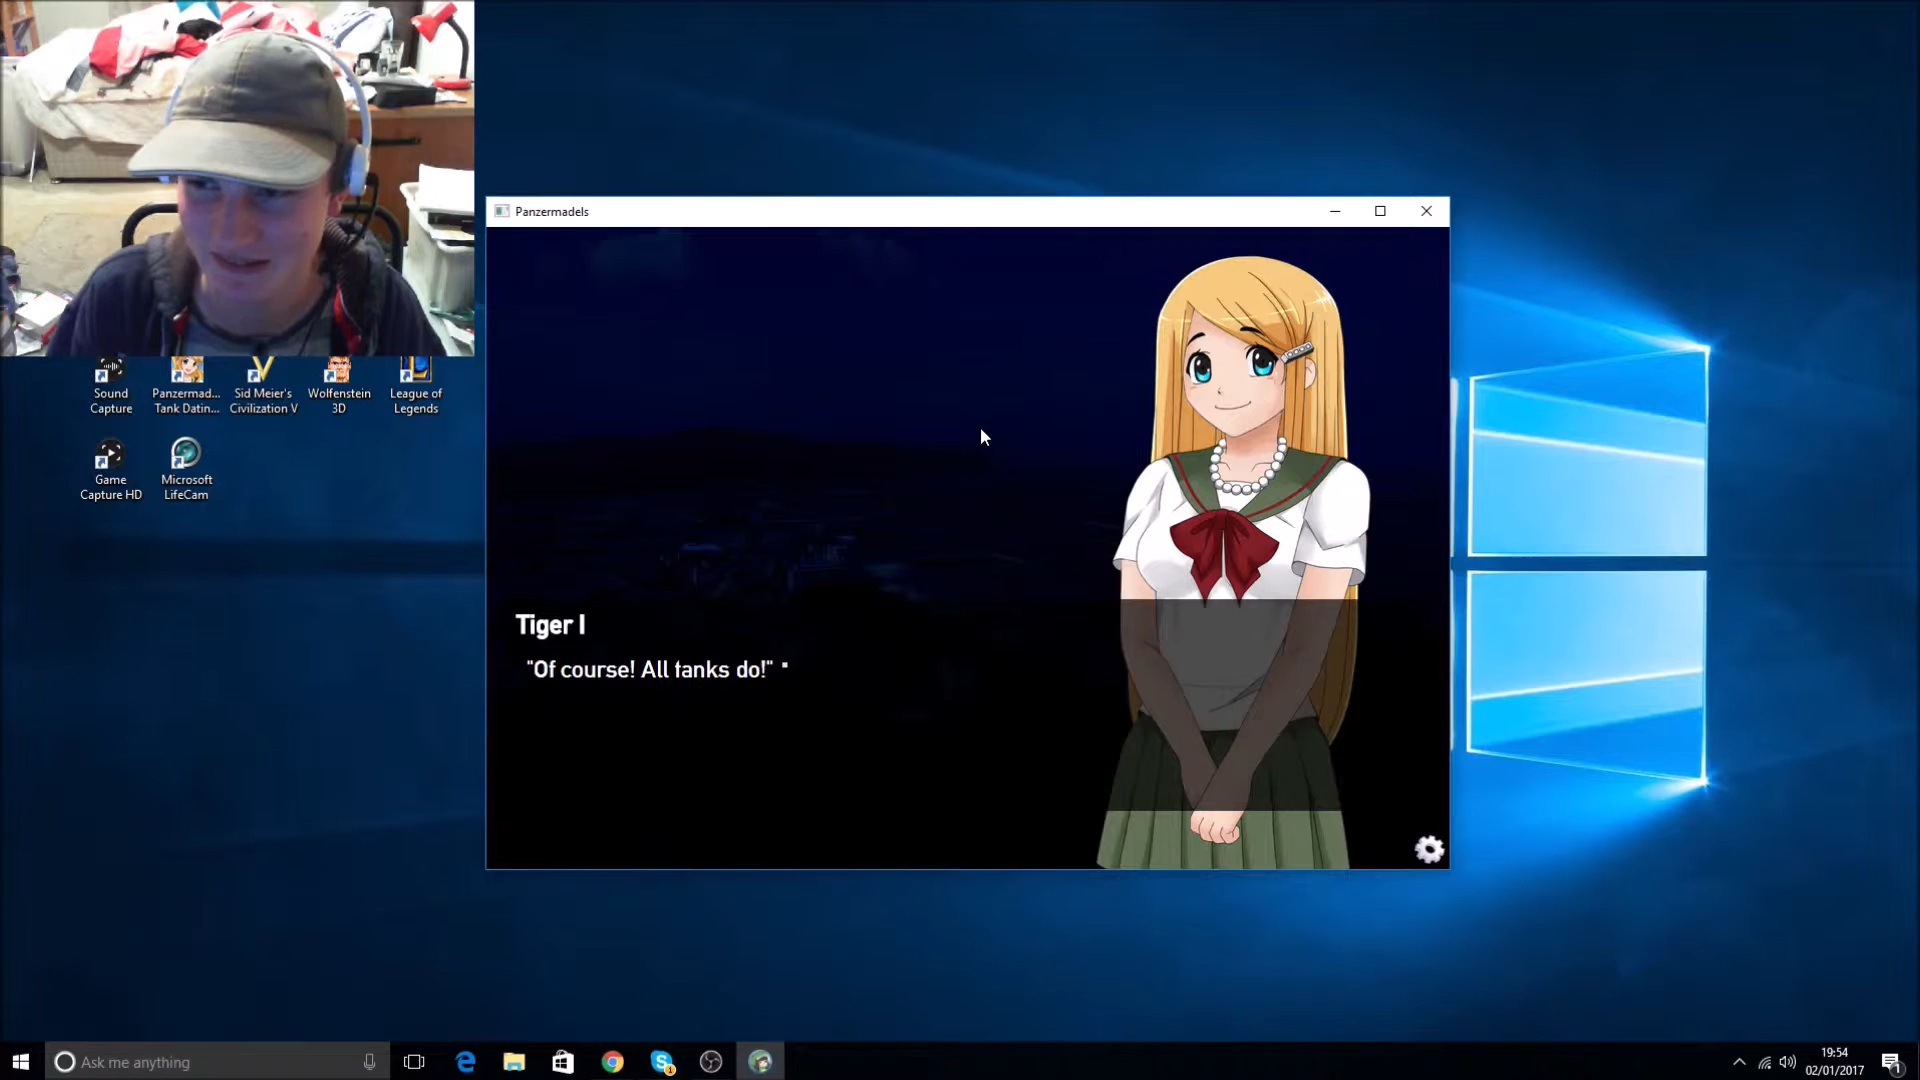 Panzermadels
Sound
Capture
Panzermad...
Tank Datin...
Sid Meier's
Civilization V
Wolfenstein
3D
League of
Legends
Game
Capture HD
Microsoft
LifeCam
Tiger I
"Of course! All tanks do!"
Ask me anything
19:54
02/01/2017
1